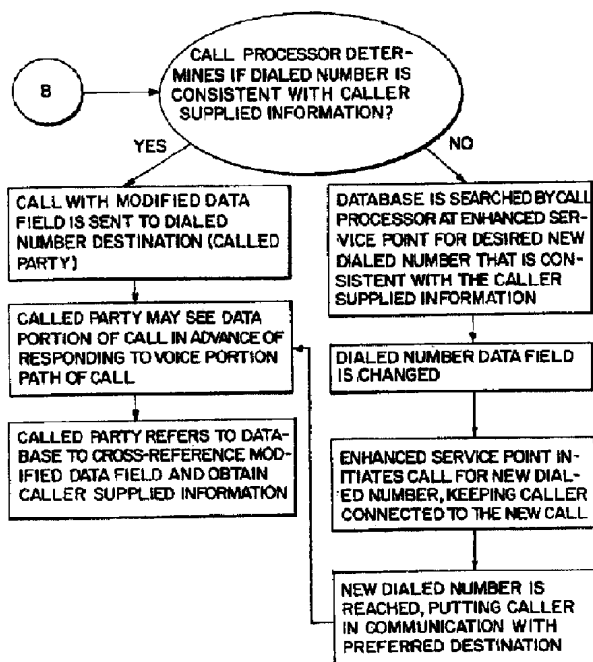 B
CALL PROCESSOR DETER-
MINES IF DIALED NUMBER IS
CONSISTENT WITH CALLER
SUPPLIED INFORMATION?
YES
NO
CALL WITH MODIFIED DATA
FIELD IS SENT TO DIALED
NUMBER DESTINATION (CALLED
PARTY)
CALLED PARTY MAY SEE DATA
PORTION OF CALL IN ADVANCE OF
RESPONDING TO VOICE PORTION
PATH OF CALL
CALLED PARTY REFERS TO DATA-
BASE TO CROSS-REFERENCE MOD-
IFIED DATA FIELD AND OBTAIN
CALLER SUPPLIED INFORMATION
DATABASE IS SEARCHED BY CALL
PROCESSOR AT ENHANCED SER-
VICE POINT FOR DESIRED NEW
DIALED NUMBER THAT IS CON-
SISTENT WITH THE CALLER
SUPPLIED INFORMATION
DIALED NUMBER DATA FIELD
IS CHANGED
ENHANCED SERVICE POINT IN-
ITIATES CALL FOR NEW DIAL-
ED NUMBER, KEEPING CALLER
CONNECTED TO THE NEW CALL
NEW DIALED NUMBER IS
REACHED, PUTTING CALLER
IN COMMUNICATION WITH
PREFERRED DESTINATION